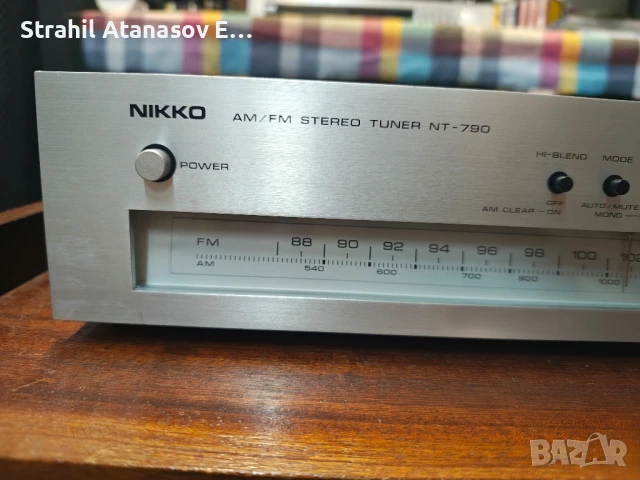 Strahil Atanasov E...
NIKKO AM/FM STEREO TUNER NT-790
POWER
HI-BLEND MODE
OFF
AM CLEAR — ON
AUTO/MUTE
MONO
FM 88 90 92 94 96 98 100 102
AM 540 600 700 800 1000
BAZAR